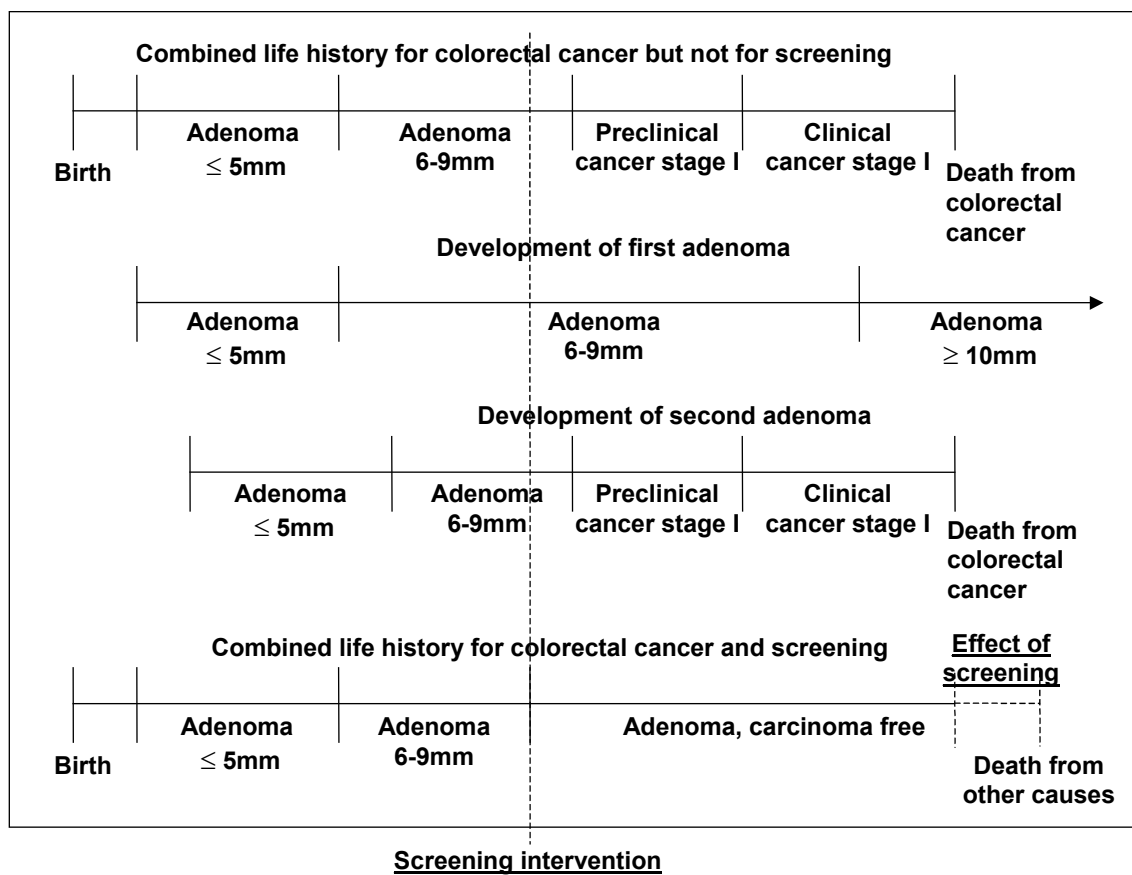 Combined life history for colorectal cancer but not for screening
Birth
Adenoma
≤ 5mm
Adenoma
6-9mm
Preclinical
cancer stage I
Clinical
cancer stage I
Death from
colorectal
cancer
Development of first adenoma
Adenoma
≤ 5mm
Adenoma
6-9mm
Adenoma
≥ 10mm
Development of second adenoma
Adenoma
≤ 5mm
Adenoma
6-9mm
Preclinical
cancer stage I
Clinical
cancer stage I
Death from
colorectal
cancer
Combined life history for colorectal cancer and screening
Effect of
screening
Birth
Adenoma
≤ 5mm
Adenoma
6-9mm
Adenoma, carcinoma free
Death from
other causes
Screening intervention